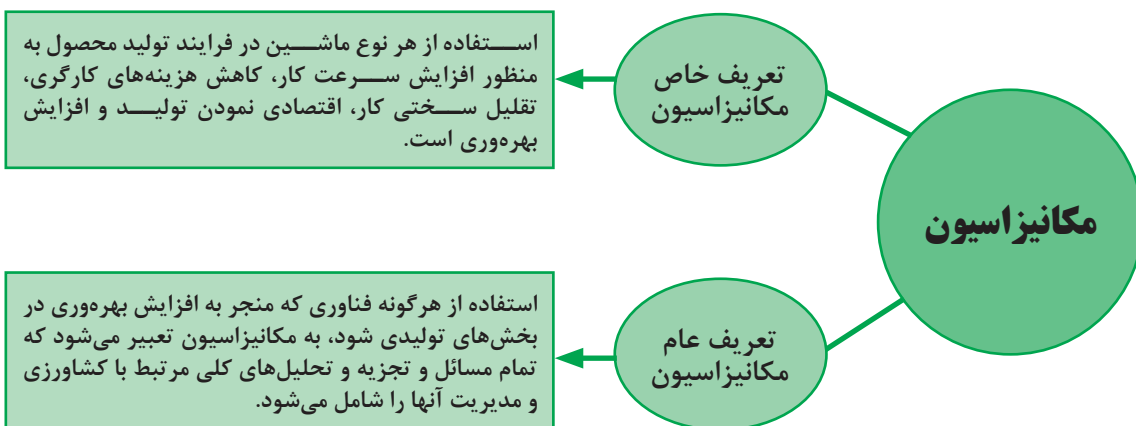 مکانیزاسیون
تعریف خاص
مکانیزاسیون
استفاده از هر نوع ماشین در فرایند تولید محصول به
منظور افزایش سرعت کار، کاهش هزینه‌های کارگری،
تقلیل سختی کار، اقتصادی نمودن تولید و افزایش
بهره‌وری است.
تعریف عام
مکانیزاسیون
استفاده از هرگونه فناوری که منجر به افزایش بهره‌وری در
بخش‌های تولیدی شود، به مکانیزاسیون تعبیر می‌شود که
تمام مسائل و تجزیه و تحلیل‌های کلی مرتبط با کشاورزی
و مدیریت آنها را شامل می‌شود.